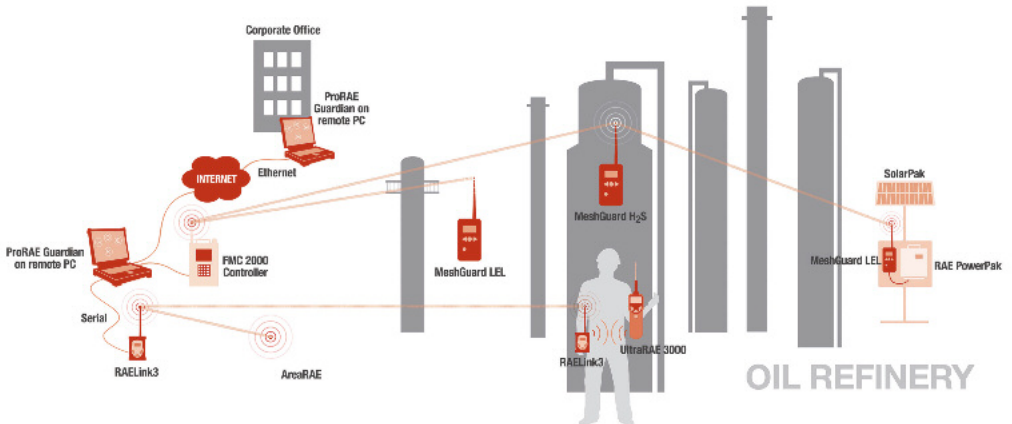 Corporate Office
ProRAE
Guardian on
remote PC
Ethernet
INTERNET
ProRAE Guardian
on remote PC
FMC 2000
Controller
Serial
RAELink3
AreaRAE
MeshGuard LEL
MeshGuard H₂S
RAELink3
UltraRAE 3000
SolarPak
MeshGuard LEL
RAE PowerPak
OIL REFINERY